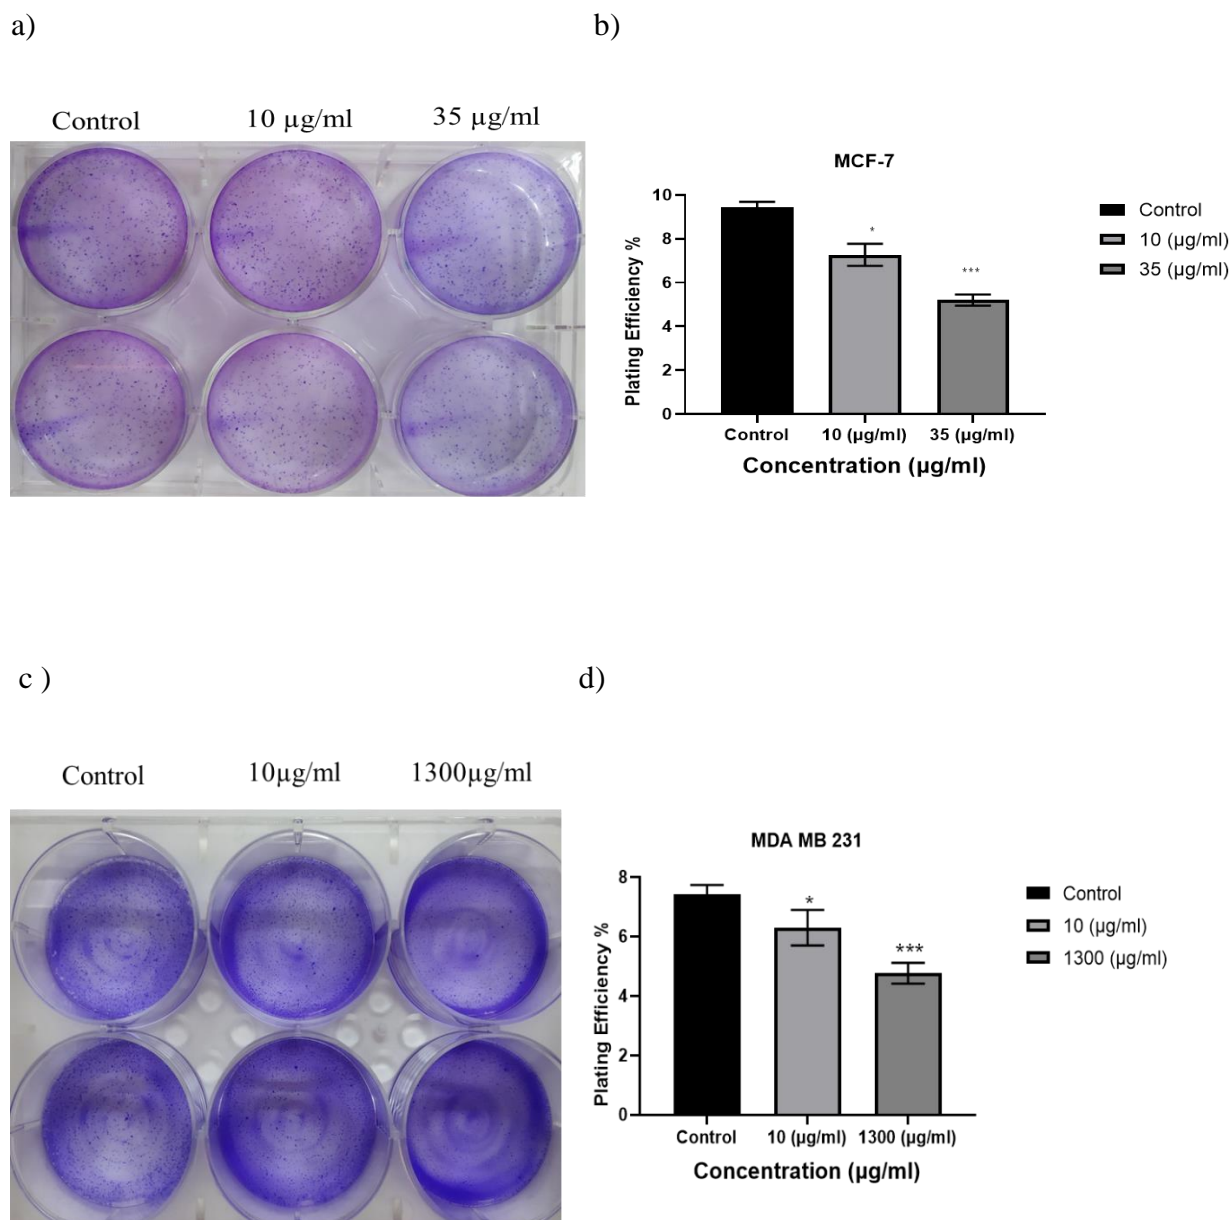 a)
b)
Control
10 µg/ml
35 µg/ml
MCF-7
Plating Efficiency %
10
8
6
4
2
0
*
***
Control
10 (µg/ml)
35 (µg/ml)
Concentration (µg/ml)
Control
10 (µg/ml)
35 (µg/ml)
c )
d)
Control
10µg/ml
1300µg/ml
MDA MB 231
Plating Efficiency %
8
6
4
2
0
*
***
Control
10 (µg/ml)
1300 (µg/ml)
Concentration (µg/ml)
Control
10 (µg/ml)
1300 (µg/ml)